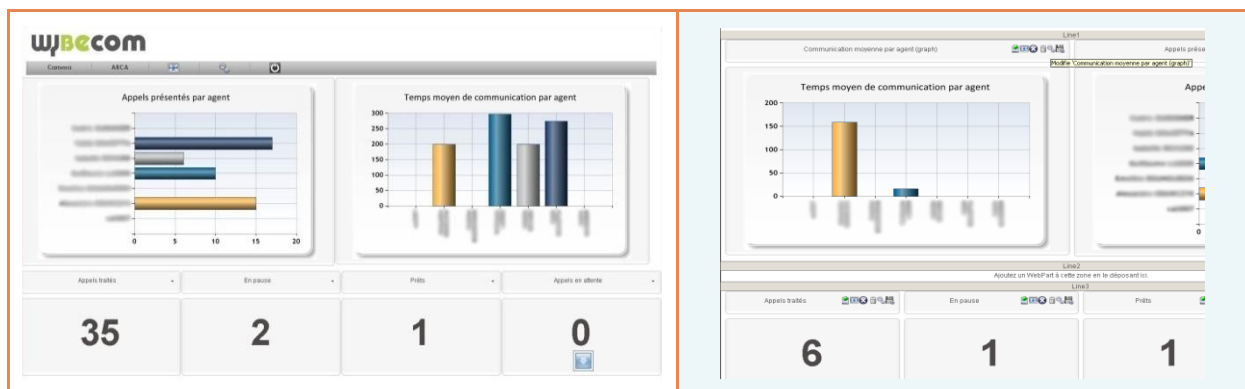 wjbecom
Camera
ARCA
Appels présentés par agent
0 5 10 15 20
Temps moyen de communication par agent
300
250
200
150
100
50
0
Appels traités
En pause
Prêts
Appels en attente
35
2
1
0
Line1
Communication moyenne par agent (graph)
Appels prése
Modifie 'Communication moyenne par agent (graph)'
Temps moyen de communication par agent
200
150
100
50
0
Appe
0
Line2
Ajoutez un WebPart à cette zone en le déposant ici.
Line3
Appels traités
En pause
Prêts
6
1
1